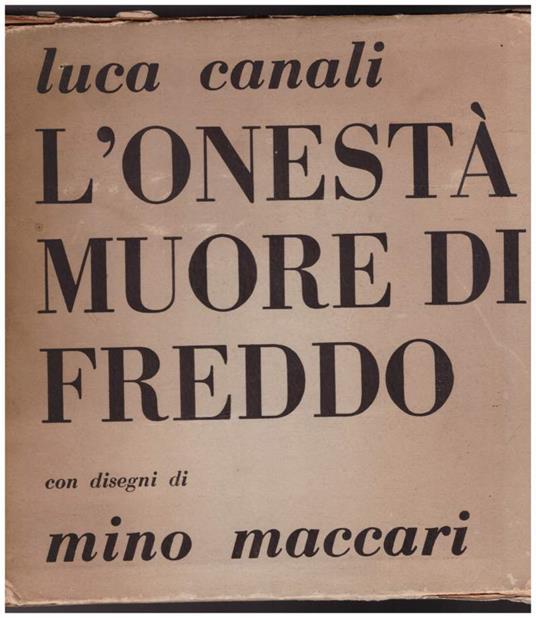 luca canali
L'ONESTÀ
MUORE DI
FREDDO
con disegni di
mino maccari